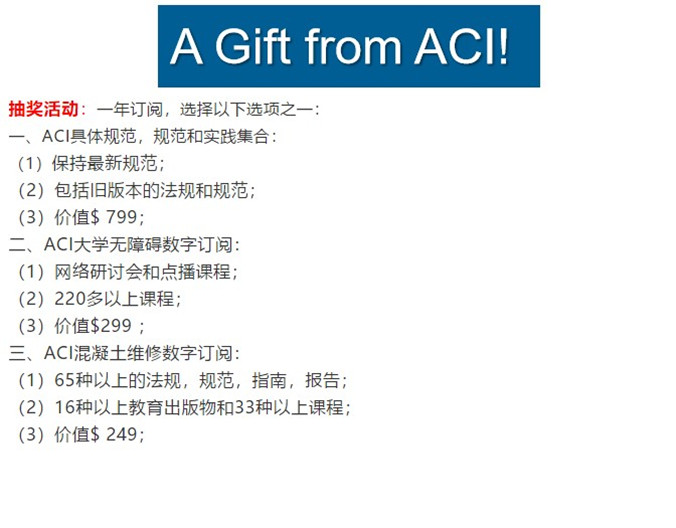 A Gift from ACI!
抽奖活动：一年订阅，选择以下选项之一：
一、ACI具体规范，规范和实践集合：
（1）保持最新规范；
（2）包括旧版本的法规和规范；
（3）价值$ 799；
二、ACI大学无障碍数字订阅：
（1）网络研讨会和点播课程；
（2）220多以上课程；
（3）价值$299 ；
三、ACI混凝土维修数字订阅：
（1）65种以上的法规，规范，指南，报告；
（2）16种以上教育出版物和33种以上课程；
（3）价值$ 249；